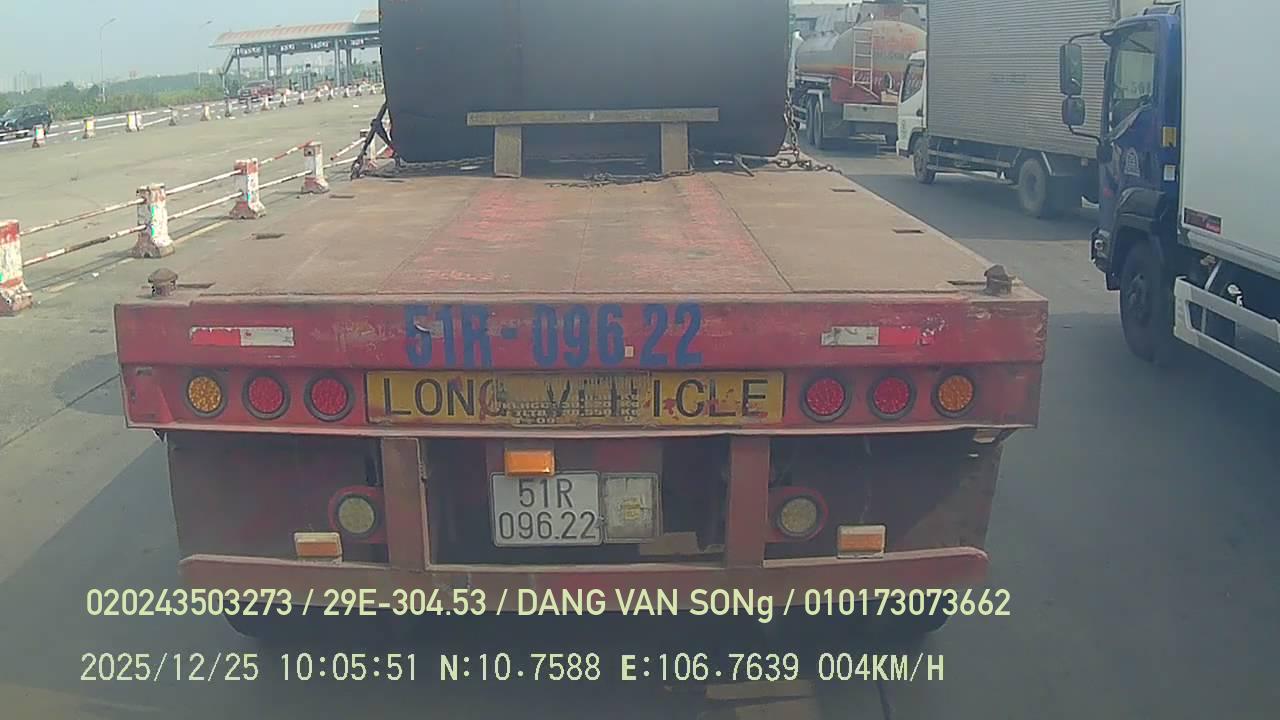 51R-096.22
LONG VEHICLE
51R
096.22
020243503273 / 29E-304.53 / DANG VAN SONg / 010173073662
2025/12/25 10:05:51 N:10.7588 E:106.7639 004KM/H